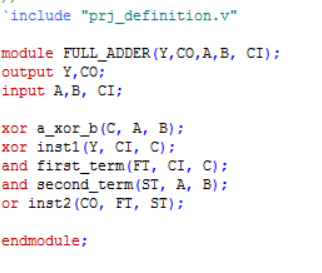 `include "prj_definition.v"
module FULL_ADDER(Y,CO,A,B, CI);
output Y,CO;
input A,B, CI;
xor a_xor_b(C, A, B);
xor inst1(Y, CI, C);
and first_term(FT, CI, C);
and second_term(ST, A, B);
or inst2(CO, FT, ST);
endmodule;